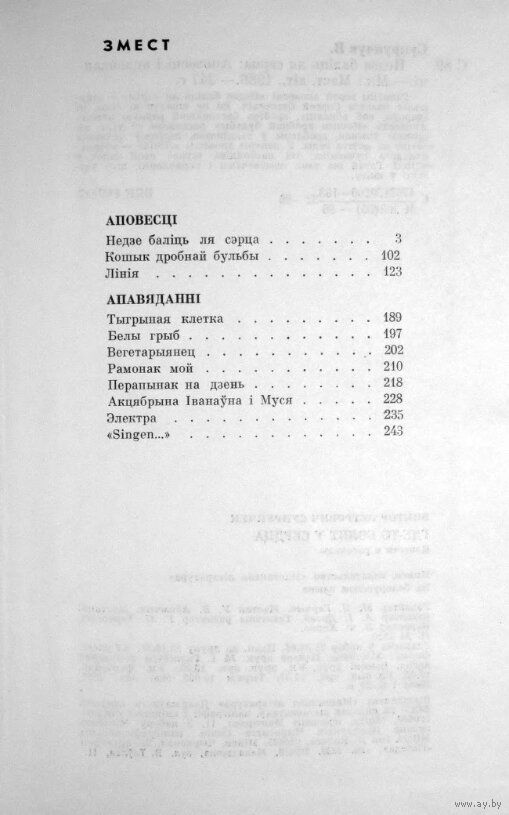 ЗМЕСТ
АПОВЕСЦІ
Недзе баліць ля сэрца . . . . . . . 3
Кошык дробнай бульбы . . . . . . . 102
Лінія . . . . . . . . . . . . 123
АПАВЯДАННІ
Тыгрыная клетка . . . . . . . . . 189
Белы грыб . . . . . . . . . . . 197
Вегетарыянец . . . . . . . . . . 202
Рамонак мой . . . . . . . . . . 210
Перапынак на дзень . . . . . . . . 218
Акцябрына Іванаўна і Муся . . . . . . 228
Электра . . . . . . . . . . . 235
«Singen...» . . . . . . . . . . . 243
www.ay.by